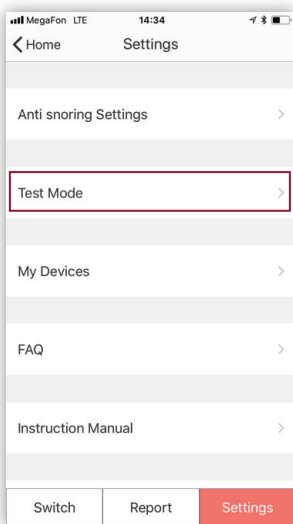 MegaFon LTE 14:34
Home Settings
Anti snoring Settings
Test Mode
My Devices
FAQ
Instruction Manual
Switch Report Settings